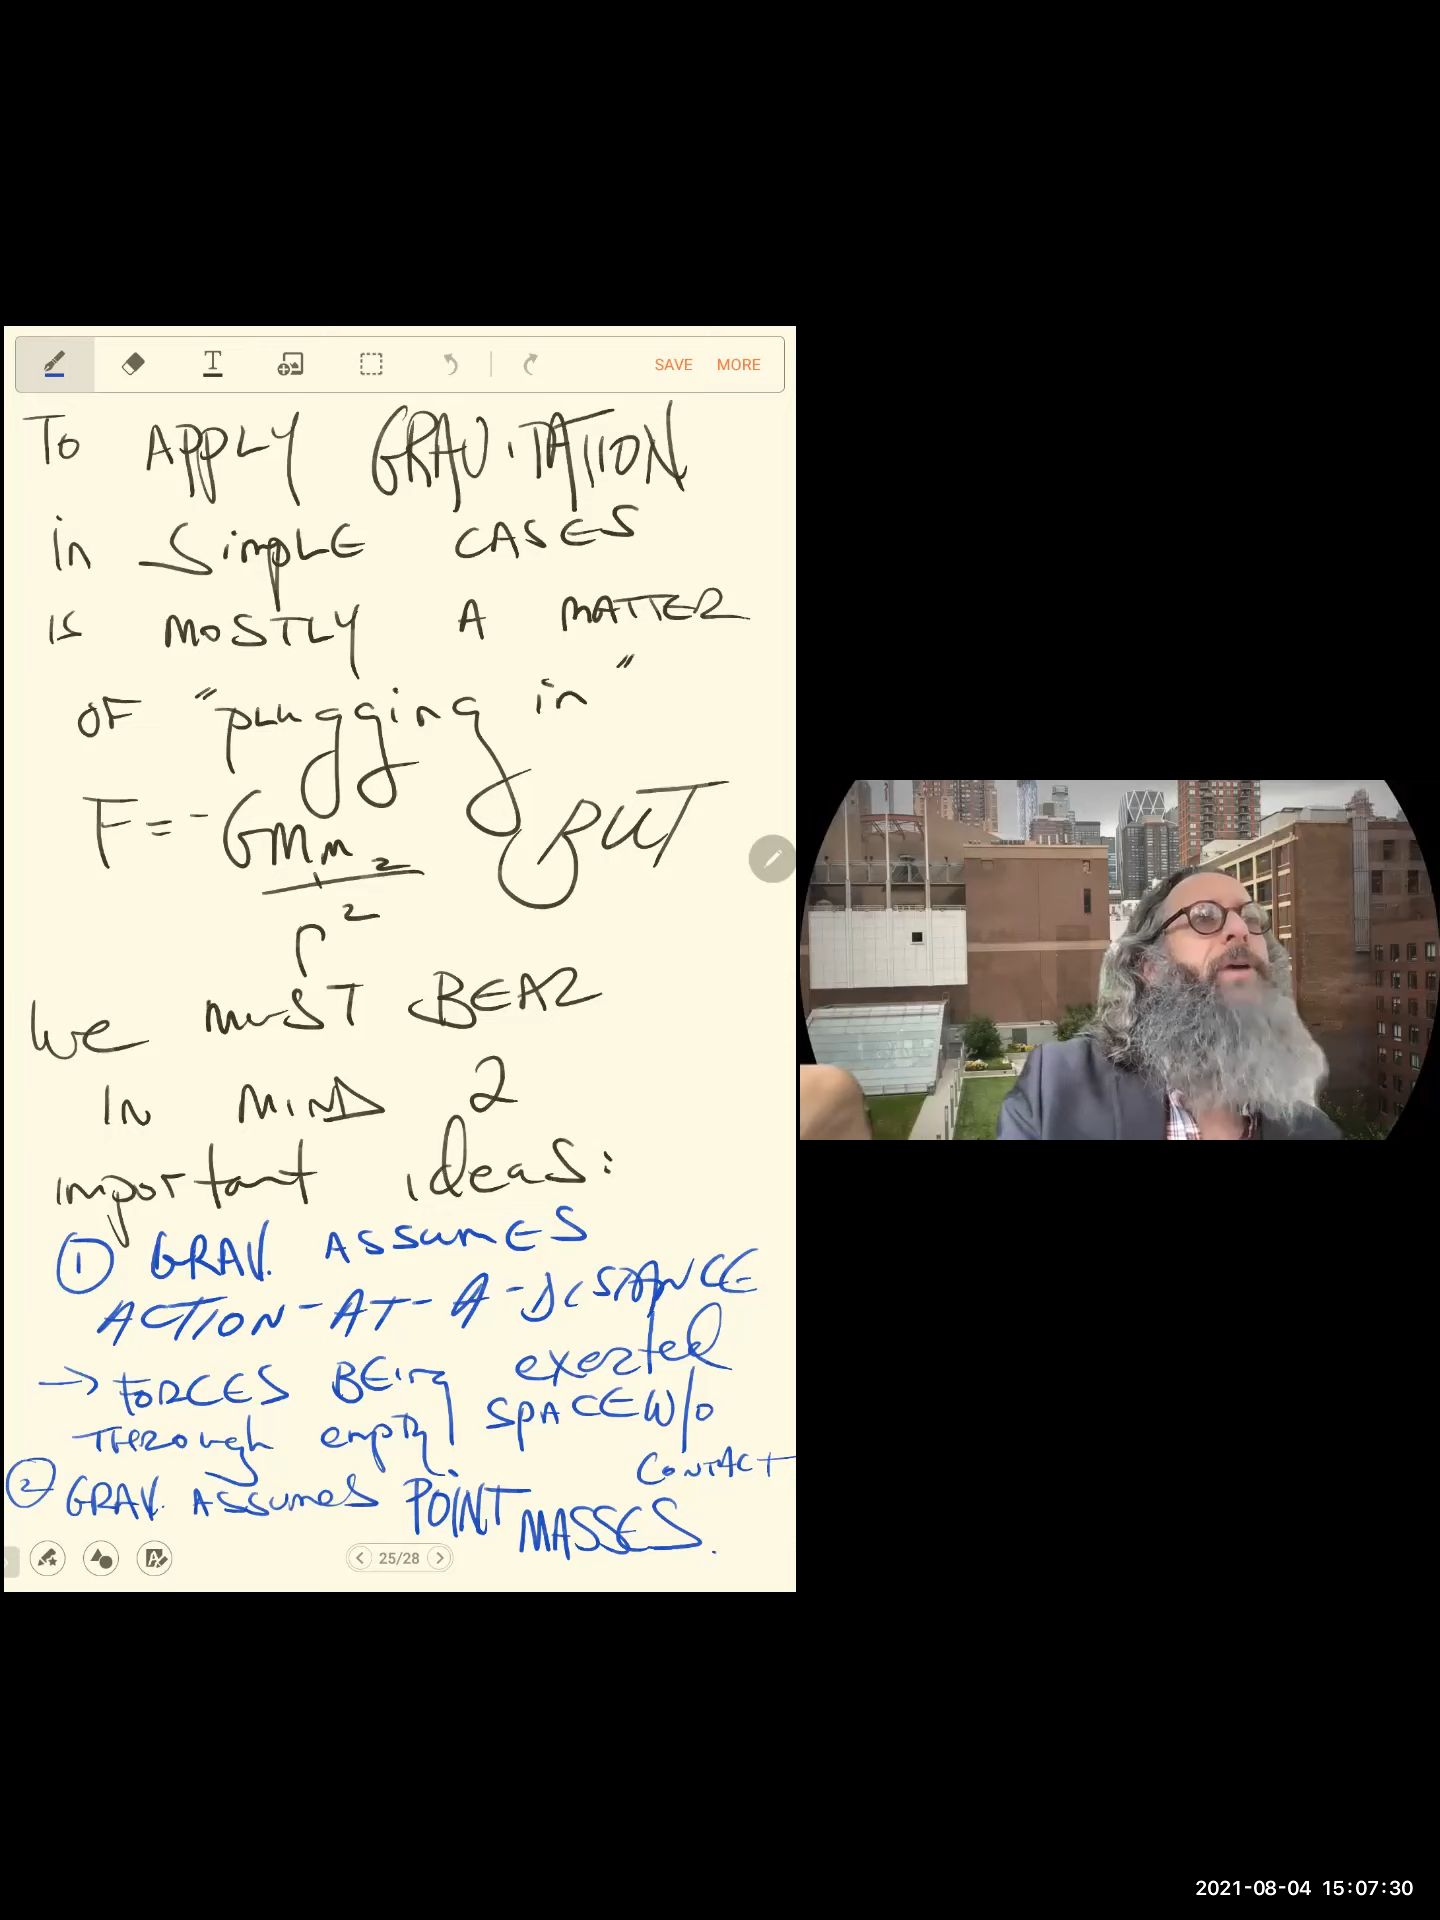 T
SAVE MORE
To APPLY GRAVITATION
in SimpLE CASES
is MOSTLY A MATTER
OF "plugging in"
F = -Gm₁m₂ BUT
r²
We MuST BEAR
IN MIND 2
important ideas:
① GRAV. ASSumES
ACTION-AT-A-DISTANCE
→ FORCES BEing exerted
THROugh empty SPACE W/O
CONTACT
② GRAV. ASSumES POINT
MASSES.
25/28
2021-08-04 15:07:30